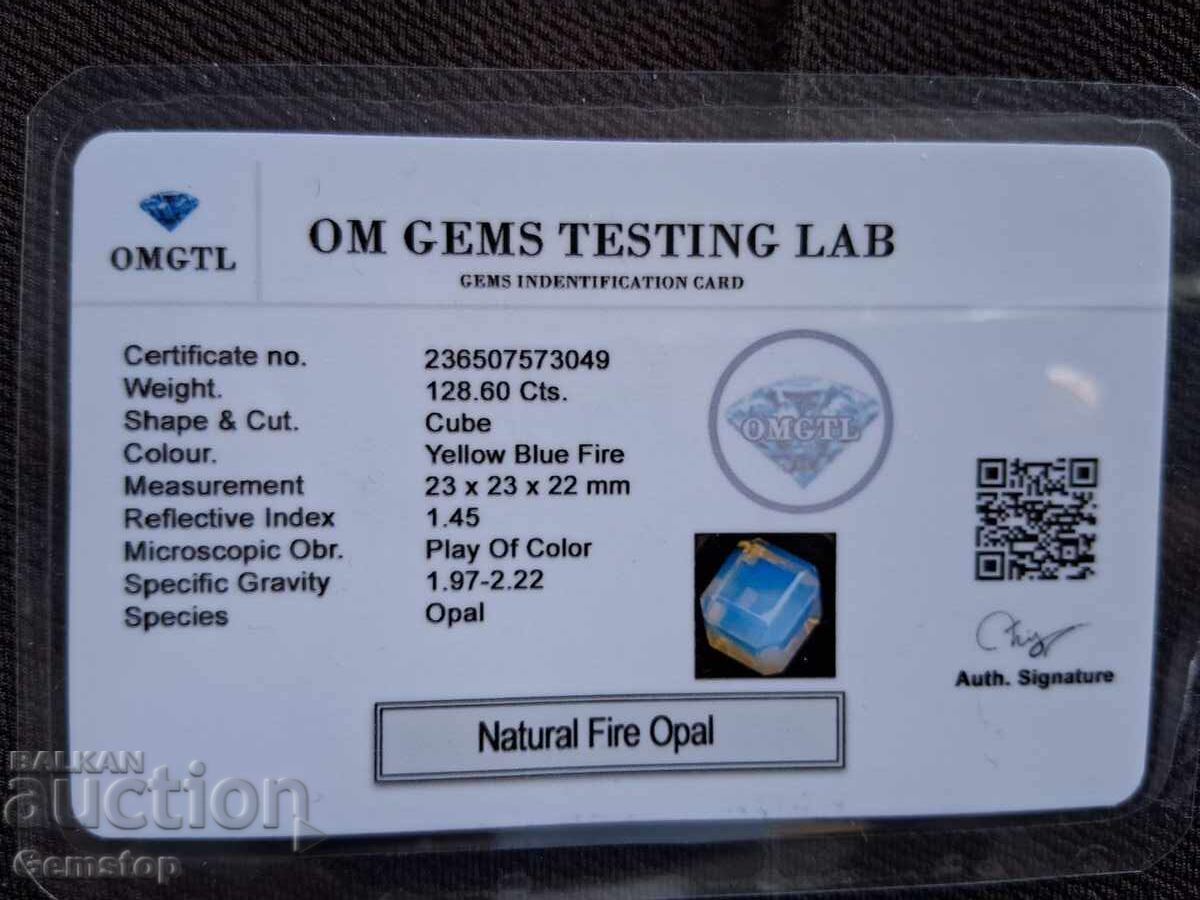 OMGTL
OM GEMS TESTING LAB
GEMS INDENTIFICATION CARD
Certificate no. 236507573049
Weight. 128.60 Cts.
Shape & Cut. Cube
Colour. Yellow Blue Fire
Measurement 23 x 23 x 22 mm
Reflective Index 1.45
Microscopic Obr. Play Of Color
Specific Gravity 1.97-2.22
Species Opal
OMGTL
Auth. Signature
Natural Fire Opal
BALKAN
auction
Gemstop